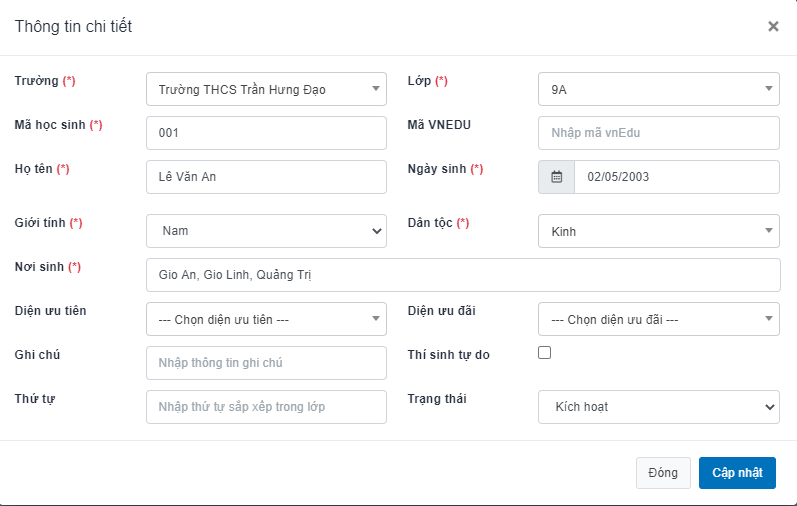 Thông tin chi tiết ×
Trường (*) Trường THCS Trần Hưng Đạo Lớp (*) 9A
Mã học sinh (*) 001 Mã VNEDU Nhập mã vnEdu
Họ tên (*) Lê Văn An Ngày sinh (*) 02/05/2003
Giới tính (*) Nam Dân tộc (*) Kinh
Nơi sinh (*) Gio An, Gio Linh, Quảng Trị
Diện ưu tiên --- Chọn diện ưu tiên --- Diện ưu đãi --- Chọn diện ưu đãi ---
Ghi chú Nhập thông tin ghi chú Thí sinh tự do
Thứ tự Nhập thứ tự sắp xếp trong lớp Trạng thái Kích hoạt
Đóng Cập nhật